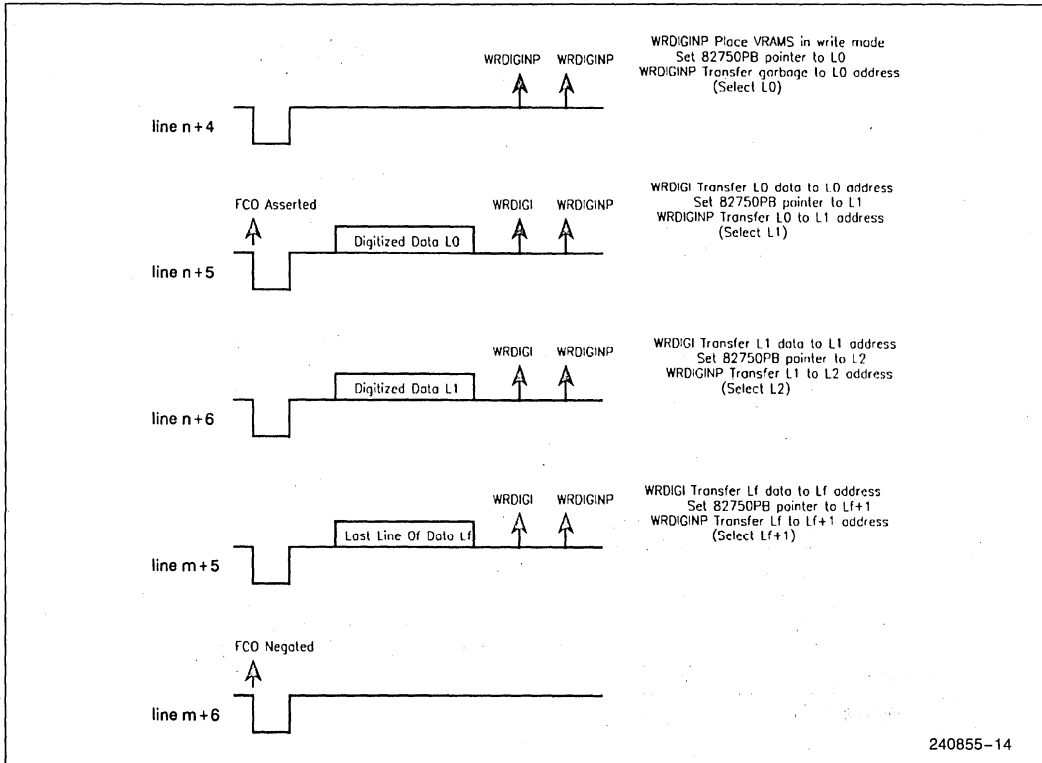 WRDIGINP WRDIGINP
WRDIGINP Place VRAMS in write mode
Set 82750PB pointer to L0
WRDIGINP Transfer garbage to L0 address
(Select L0)
line n+4
FCO Asserted
Digitized Data L0
WRDIGI WRDIGINP
WRDIGI Transfer L0 data to L0 address
Set 82750PB pointer to L1
WRDIGINP Transfer L0 to L1 address
(Select L1)
line n+5
Digitized Data L1
WRDIGI WRDIGINP
WRDIGI Transfer L1 data to L1 address
Set 82750PB pointer to L2
WRDIGINP Transfer L1 to L2 address
(Select L2)
line n+6
Last Line Of Data Lf
WRDIGI WRDIGINP
WRDIGI Transfer Lf data to Lf address
Set 82750PB pointer to Lf+1
WRDIGINP Transfer Lf to Lf+1 address
(Select Lf+1)
line m+5
FCO Negated
line m+6
240855-14